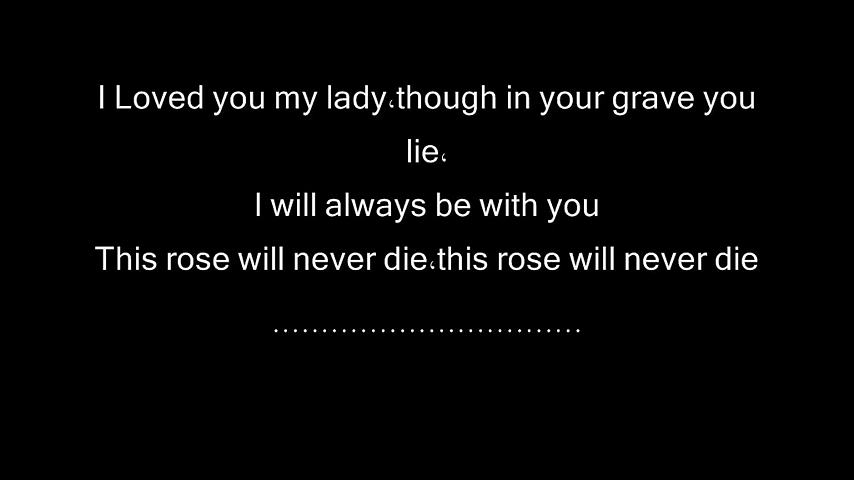 I Loved you my lady،though in your grave you
lie،
I will always be with you
This rose will never die،this rose will never die
...............................